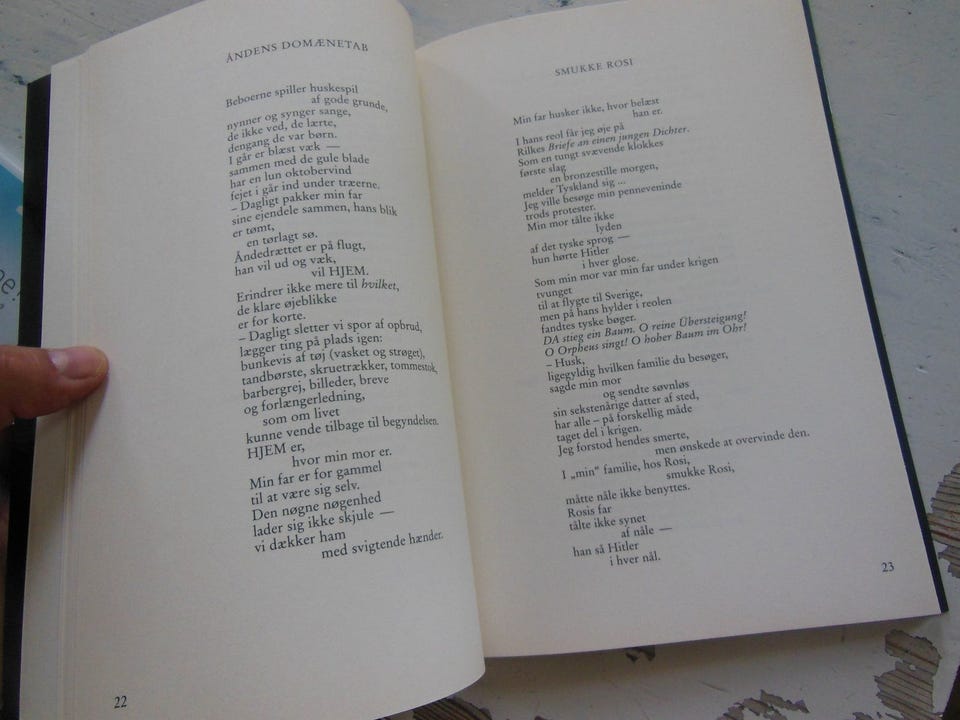 ÅNDENS DOMÆNETAB
Beboerne spiller huskespil
af gode grunde,
nynner og synger sange,
de ikke ved, de lærte,
dengang de var børn.
I går er blæst væk —
sammen med de gule blade
har en lun oktobervind
fejet i går ind under træerne.
– Dagligt pakker min far
sine ejendele sammen, hans blik
er tømt,
en tørlagt sø.
Åndedrættet er på flugt,
han vil ud og væk,
vil HJEM.
Erindrer ikke mere til hvilket,
de klare øjeblikke
er for korte.
– Dagligt sletter vi spor af opbrud,
lægger ting på plads igen:
bunkevis af tøj (vasket og strøget),
tandbørste, skruetrækker, tommestok,
barbergrej, billeder, breve
og forlængerledning,
som om livet
kunne vende tilbage til begyndelsen.
HJEM er,
hvor min mor er.
Min far er for gammel
til at være sig selv.
Den nøgne nøgenhed
lader sig ikke skjule —
vi dækker ham
med svigtende hænder.
22
SMUKKE ROSI
Min far husker ikke, hvor belæst
han er.
I hans reol får jeg øje på
Rilkes Briefe an einen jungen Dichter.
Som en tungt svævende klokkes
første slag
en bronzestille morgen,
melder Tyskland sig ...
Jeg ville besøge min penneveninde
trods protester.
Min mor tålte ikke
lyden
af det tyske sprog —
hun hørte Hitler
i hver glose.
Som min mor var min far under krigen
tvunget
til at flygte til Sverige,
men på hans hylder i reolen
fandtes tyske bøger.
DA stieg ein Baum. O reine Übersteigung!
O Orpheus singt! O hoher Baum im Ohr!
– Husk,
ligegyldig hvilken familie du besøger,
sagde min mor
og sendte søvnløs
sin sekstenårige datter af sted,
har alle – på forskellig måde
taget del i krigen.
Jeg forstod hendes smerte,
men ønskede at overvinde den.
I „min“ familie, hos Rosi,
smukke Rosi,
måtte nåle ikke benyttes.
Rosis far
tålte ikke synet
af nåle —
han så Hitler
i hver nål.
23